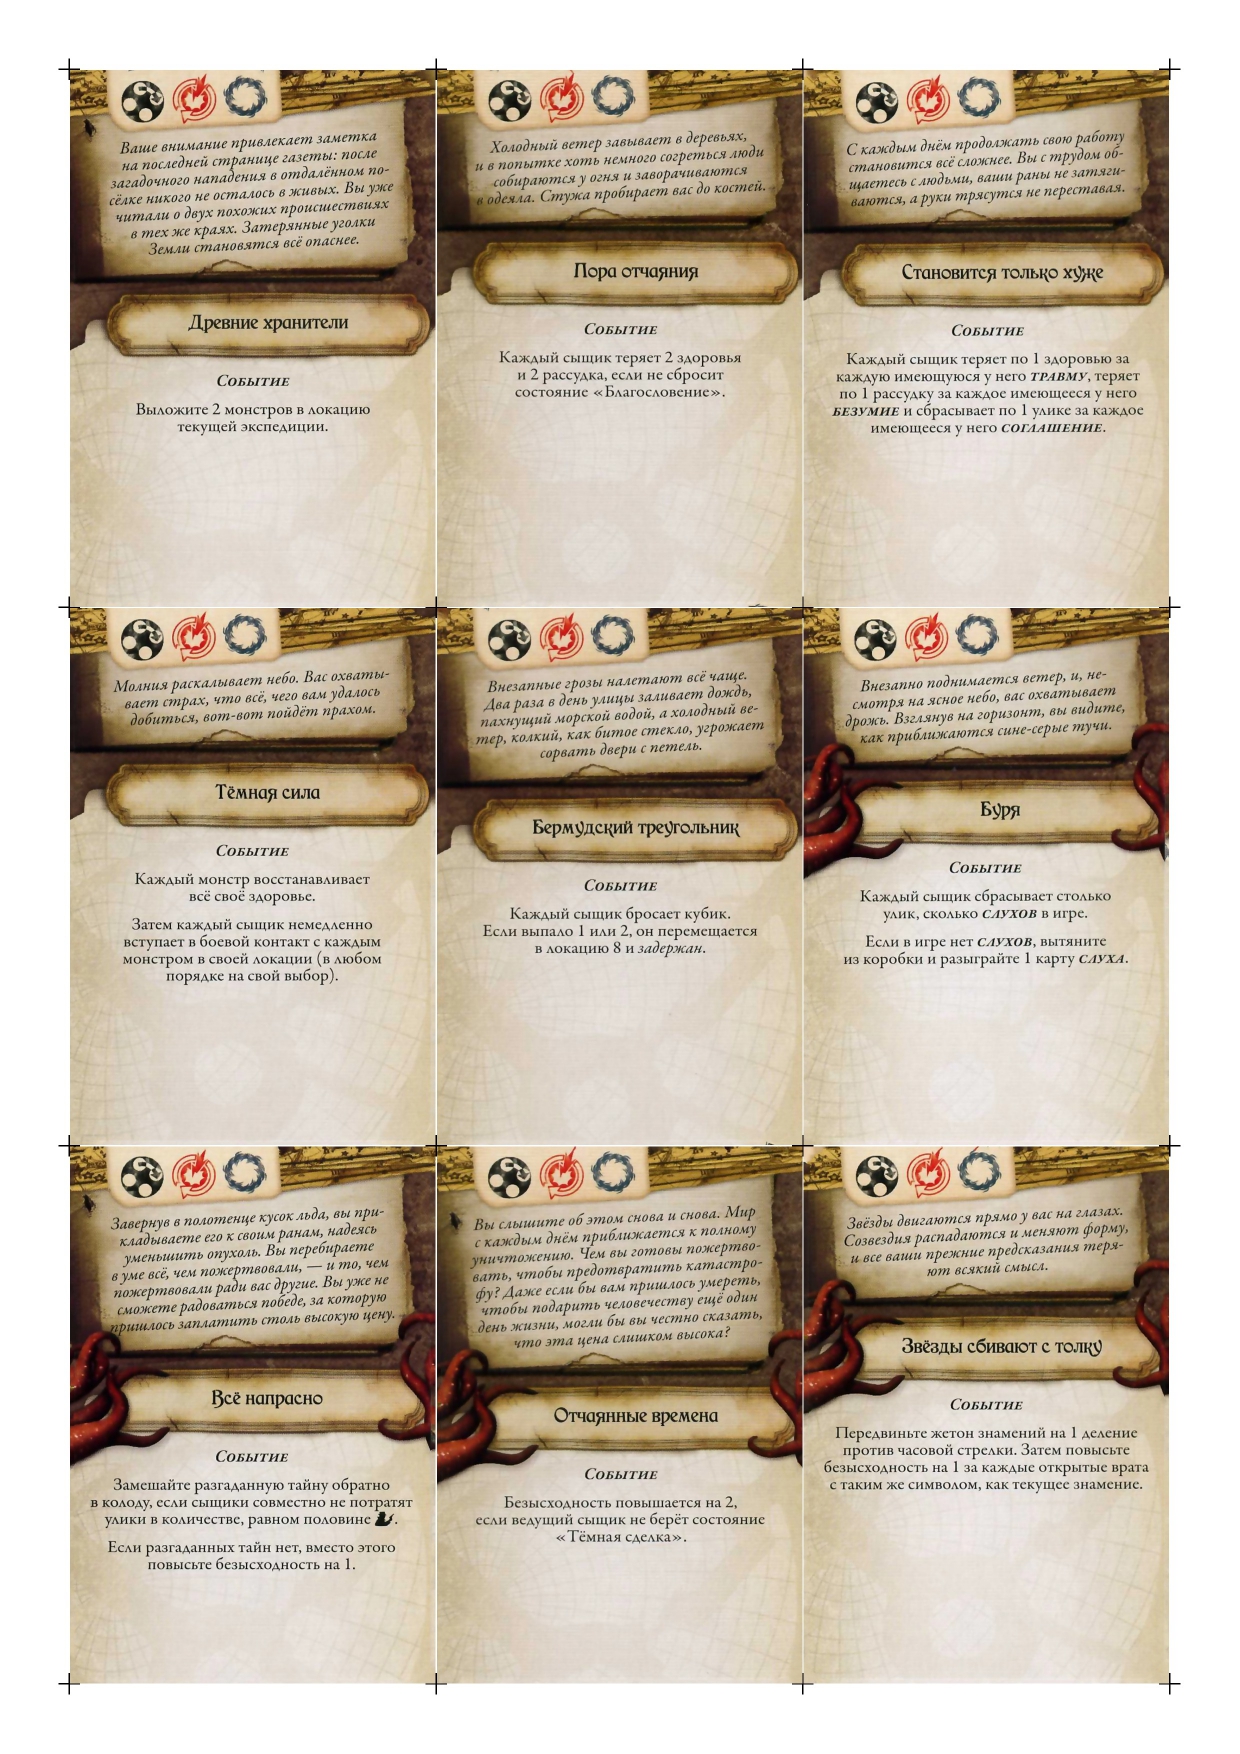 Ваше внимание привлекает заметка
на последней странице газеты: после
загадочного нападения в отдалённом по-
сёлке никого не осталось в живых. Вы уже
читали о двух похожих происшествиях
в тех же краях. Затерянные уголки
Земли становятся всё опаснее.
Древние хранители
Событие
Выложите 2 монстров в локацию
текущей экспедиции.
Холодный ветер завывает в деревьях,
и в попытке хоть немного согреться люди
собираются у огня и заворачиваются
в одеяла. Стужа пробирает вас до костей.
Пора отчаяния
Событие
Каждый сыщик теряет 2 здоровья
и 2 рассудка, если не сбросит
состояние «Благословение».
С каждым днём продолжать свою работу
становится всё сложнее. Вы с трудом об-
щаетесь с людьми, ваши раны не затяги-
ваются, а руки трясутся не переставая.
Становится только хуже
Событие
Каждый сыщик теряет по 1 здоровью за
каждую имеющуюся у него ТРАВМУ, теряет
по 1 рассудку за каждое имеющееся у него
БЕЗУМИЕ и сбрасывает по 1 улике за каждое
имеющееся у него СОГЛАШЕНИЕ.
Молния раскалывает небо. Вас охваты-
вает страх, что всё, чего вам удалось
добиться, вот-вот пойдёт прахом.
Тёмная сила
Событие
Каждый монстр восстанавливает
всё своё здоровье.
Затем каждый сыщик немедленно
вступает в боевой контакт с каждым
монстром в своей локации (в любом
порядке на свой выбор).
Внезапные грозы налетают всё чаще.
Два раза в день улицы заливает дождь,
пахнущий морской водой, а холодный ве-
тер, колкий, как битое стекло, угрожает
сорвать двери с петель.
Бермудский треугольник
Событие
Каждый сыщик бросает кубик.
Если выпало 1 или 2, он перемещается
в локацию 8 и задержан.
Внезапно поднимается ветер, и, не-
смотря на ясное небо, вас охватывает
дрожь. Взглянув на горизонт, вы видите,
как приближаются сине-серые тучи.
Буря
Событие
Каждый сыщик сбрасывает столько
улик, сколько СЛУХОВ в игре.
Если в игре нет СЛУХОВ, вытяните
из коробки и разыграйте 1 карту СЛУХА.
Завернув в полотенце кусок льда, вы при-
кладываете его к своим ранам, надеясь
уменьшить опухоль. Вы перебираете
в уме всё, чем пожертвовали, — и то, чем
пожертвовали ради вас другие. Вы уже не
сможете радоваться победе, за которую
пришлось заплатить столь высокую цену.
Всё напрасно
Событие
Замешайте разгаданную тайну обратно
в колоду, если сыщики совместно не потратят
улики в количестве, равном половине .
Если разгаданных тайн нет, вместо этого
повысьте безысходность на 1.
Вы слышите об этом снова и снова. Мир
с каждым днём приближается к полному
уничтожению. Чем вы готовы пожертво-
вать, чтобы предотвратить катастро-
фу? Даже если бы вам пришлось умереть,
чтобы подарить человечеству ещё один
день жизни, могли бы вы честно сказать,
что эта цена слишком высока?
Отчаянные времена
Событие
Безысходность повышается на 2,
если ведущий сыщик не берёт состояние
«Тёмная сделка».
Звёзды двигаются прямо у вас на глазах.
Созвездия распадаются и меняют форму,
и все ваши прежние предсказания теря-
ют всякий смысл.
Звёзды сбивают с толку
Событие
Передвиньте жетон знамений на 1 деление
против часовой стрелки. Затем повысьте
безысходность на 1 за каждые открытые врата
с таким же символом, как текущее знамение.